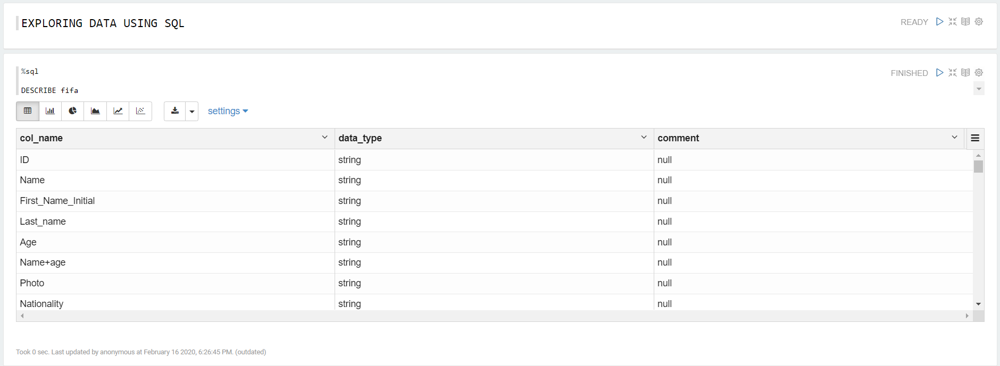 EXPLORING DATA USING SQL
READY
%sql
FINISHED
DESCRIBE fifa
settings
col_name data_type comment
ID string null
Name string null
First_Name_Initial string null
Last_name string null
Age string null
Name+age string null
Photo string null
Nationality string null
Took 0 sec. Last updated by anonymous at February 16 2020, 6:26:45 PM. (outdated)